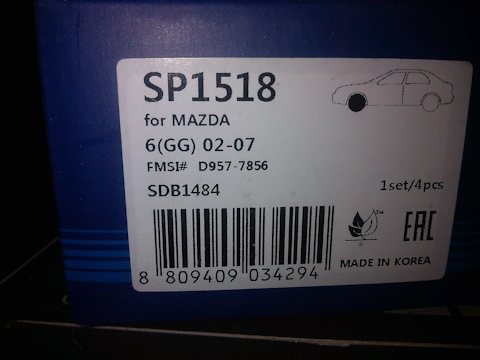 SP1518
for MAZDA
6(GG) 02-07
FMSI# D957-7856
SDB1484
1set/4pcs
TM
EAC
MADE IN KOREA
8 809409 034294